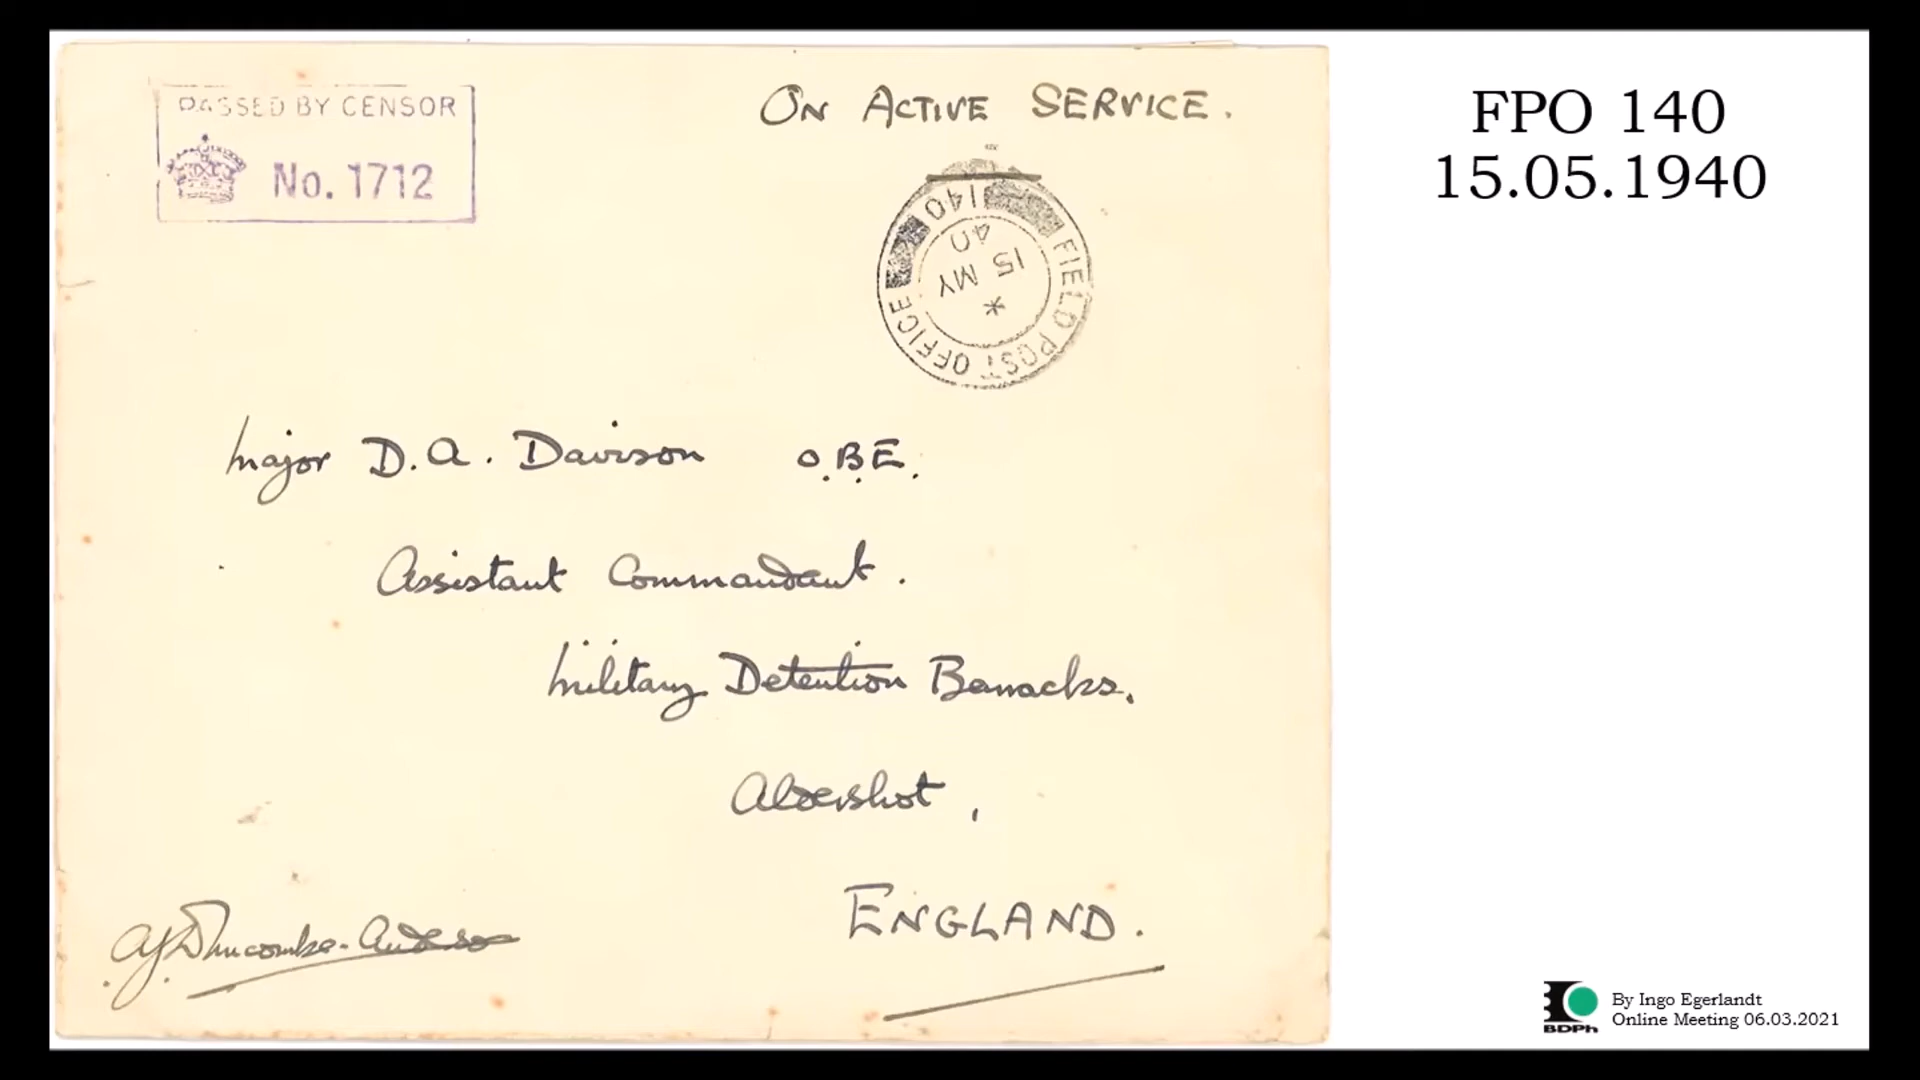 PASSED BY CENSOR
No. 1712
ON ACTIVE SERVICE.
FIELD POST OFFICE
140
15 MY
40
*
Major D.A. Davison O.B.E.
Assistant Commandant.
Military Detention Barracks.
Aldershot,
ENGLAND.
A.J. Duncombe-Anderson
FPO 140
15.05.1940
BDPh
By Ingo Egerlandt
Online Meeting 06.03.2021